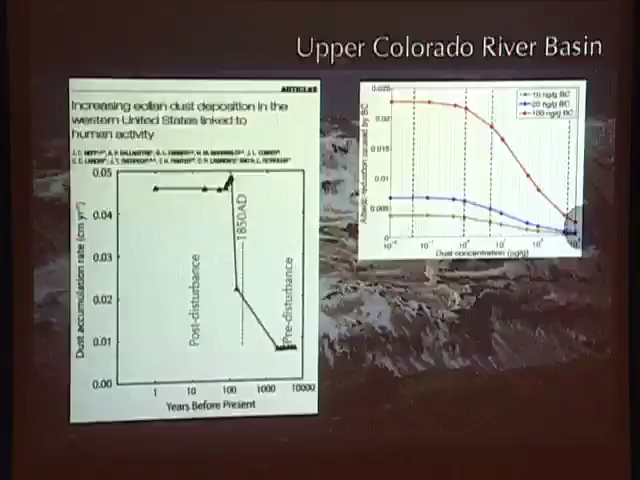 Upper Colorado River Basin
ARTICLES
Increasing eolian dust deposition in the
western United States linked to
human activity
0.05
0.04
0.03
0.02
0.01
0.00
Dust accumulation rate (cm yr⁻¹)
Post-disturbance
1850AD
Pre-disturbance
1
10
100
1000
10000
Years Before Present
0.025
0.02
0.015
0.01
0.005
0
Albedo reduction caused by BC
10 ng/g BC
20 ng/g BC
100 ng/g BC
Dust concentration (ug/g)